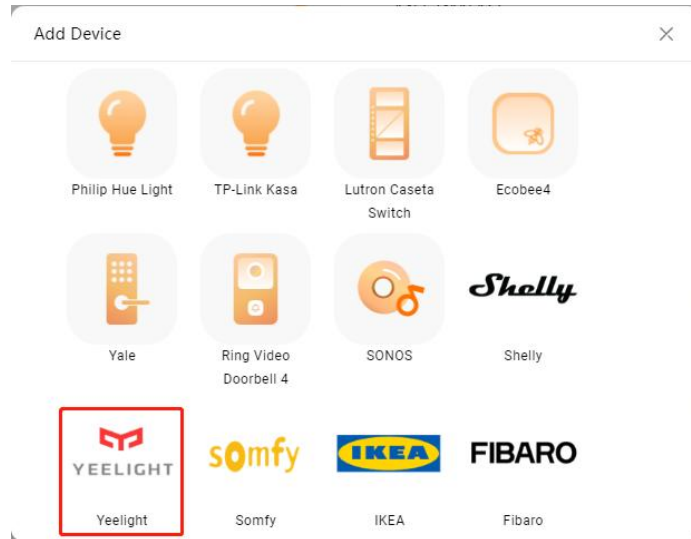 Add Device
Philip Hue Light
TP-Link Kasa
Lutron Caseta
Switch
Ecobee4
Yale
Ring Video
Doorbell 4
SONOS
Shelly
Shelly
YEELIGHT
somfy
IKEA
FIBARO
Yeelight
Somfy
IKEA
Fibaro